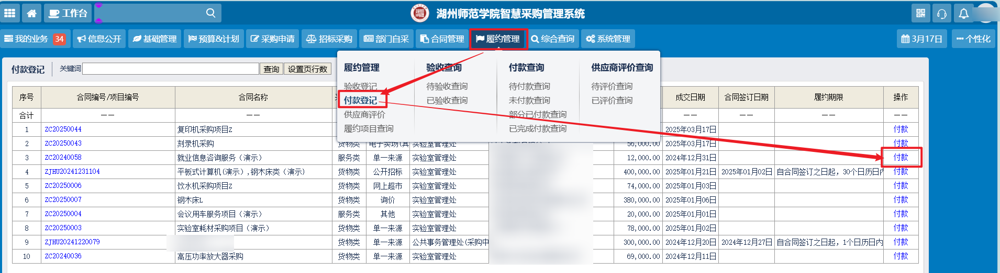 工作台
湖州师范学院智慧采购管理系统
我的业务 34 信息公开 基础管理 预算&计划 采购申请 招标采购 部门自采 合同管理 履约管理 综合查询 系统管理 3月17日 个性化
付款登记 关键词 查询 设置页行数
履约管理 验收查询 付款查询 供应商评价查询
验收登记 待验收查询 待付款查询 待评价查询
付款登记 已验收查询 未付款查询 已评价查询
供应商评价 部分已付款查询
履约项目查询 已完成付款查询
序号 合同编号/项目编号 合同名称 成交日期 合同签订日期 履约期限 操作
合计 —— —— —— —— —— ——
1 ZC20250044 复印机采购项目Z 2025年03月17日 付款
2 ZC20250043 刻录机采购 货物类 电子卖场(其 实验室管理处 56,000.00 2025年03月17日 付款
3 ZC20240058 就业信息咨询服务（演示） 服务类 单一来源 实验室管理处 12,000.00 2024年12月31日 付款
4 ZJHU20241231104 平板式计算机(演示）,钢木床类（演示） 货物类 公开招标 实验室管理处 400,000.00 2025年01月21日 2025年01月02日 自合同签订之日起，30个日历日内 付款
5 ZC20250006 饮水机采购项目Z 货物类 网上超市 实验室管理处 74,000.00 2025年01月03日 付款
6 ZC20250007 钢木床L 货物类 询价 实验室管理处 380,000.00 2025年01月06日 付款
7 ZC20250004 会议用车服务项目（演示） 服务类 其他 实验室管理处 20,000.00 2025年01月01日 付款
8 ZC20250003 实验室耗材采购项目（演示） 货物类 单一来源 实验室管理处 78,000.00 2025年01月02日 付款
9 ZJHU20241220079 货物类 单一来源 公共事务管理处(采购中 300,000.00 2024年12月20日 2024年12月27日 自合同签订之日起，1个日历日内 付款
10 ZC20240036 高压功率放大器采购 货物类 单一来源 实验室管理处 69,000.00 2024年12月11日 付款